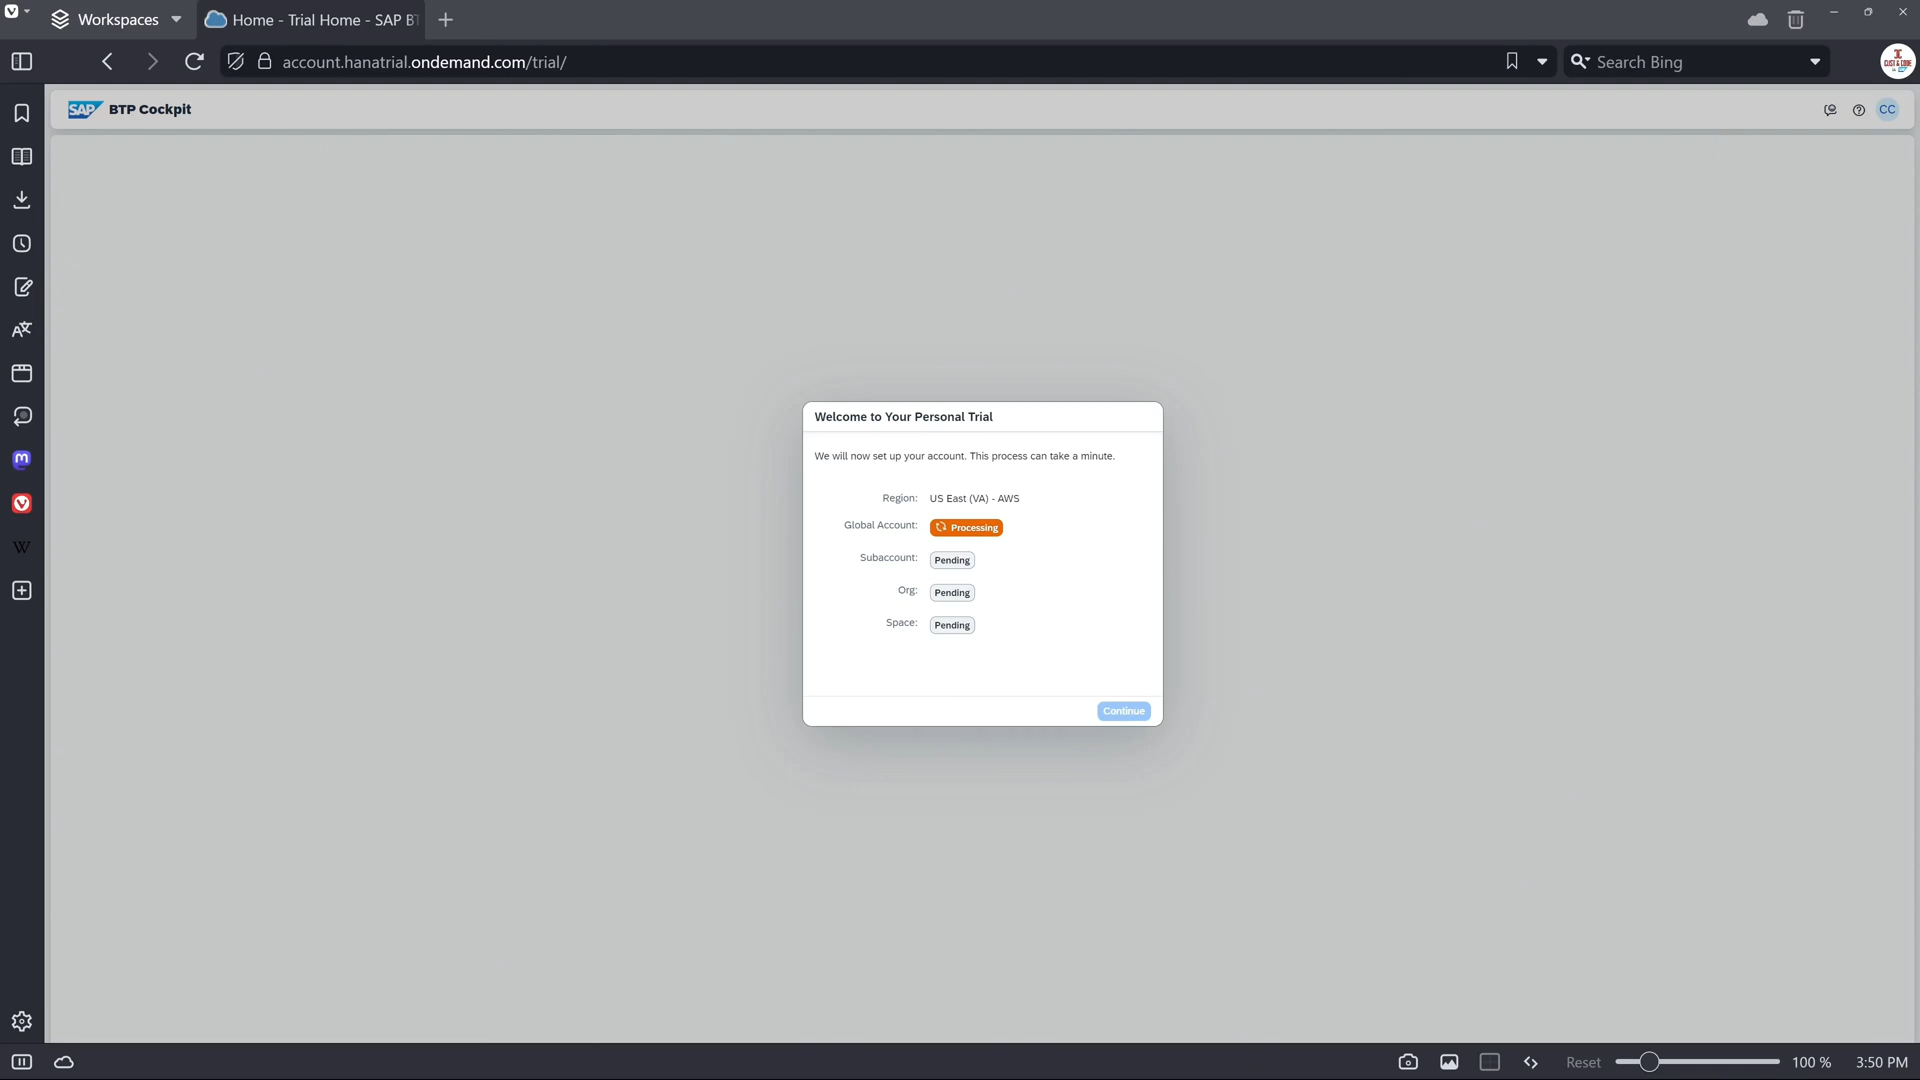 Workspaces
Home - Trial Home - SAP BT
account.hanatrial.ondemand.com/trial/
Search Bing
SAP BTP Cockpit
CC
Welcome to Your Personal Trial
We will now set up your account. This process can take a minute.
Region: US East (VA) - AWS
Global Account: Processing
Subaccount: Pending
Org: Pending
Space: Pending
Continue
W
Reset
100 %
3:50 PM